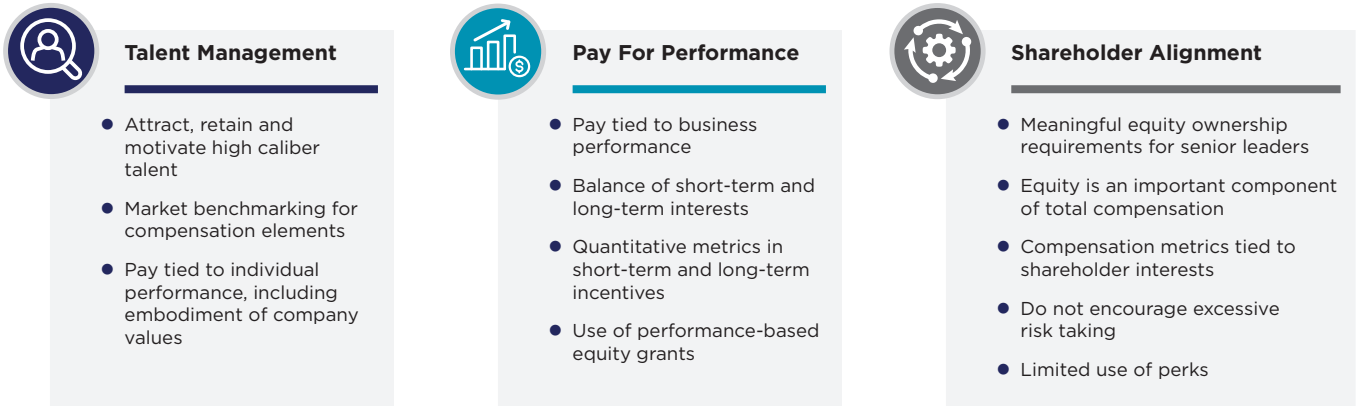 Talent Management
Attract, retain and
motivate high caliber
talent
Market benchmarking for
compensation elements
Pay tied to individual
performance, including
embodiment of company
values
Pay For Performance
$
Pay tied to business
performance
Balance of short-term and
long-term interests
Quantitative metrics in
short-term and long-term
incentives
Use of performance-based
equity grants
Shareholder Alignment
Meaningful equity ownership
requirements for senior leaders
Equity is an important component
of total compensation
Compensation metrics tied to
shareholder interests
Do not encourage excessive
risk taking
Limited use of perks